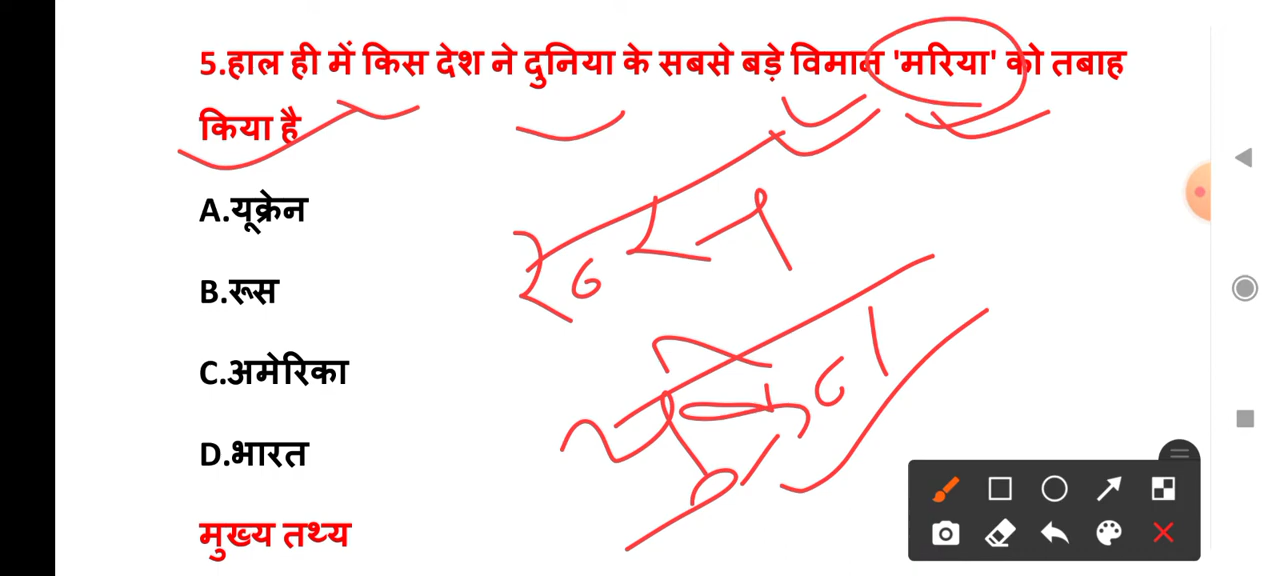 5.हाल ही में किस देश ने दुनिया के सबसे बड़े विमान 'मरिया' को तबाह
किया है
A.यूक्रेन
B.रूस
C.अमेरिका
D.भारत
मुख्य तथ्य